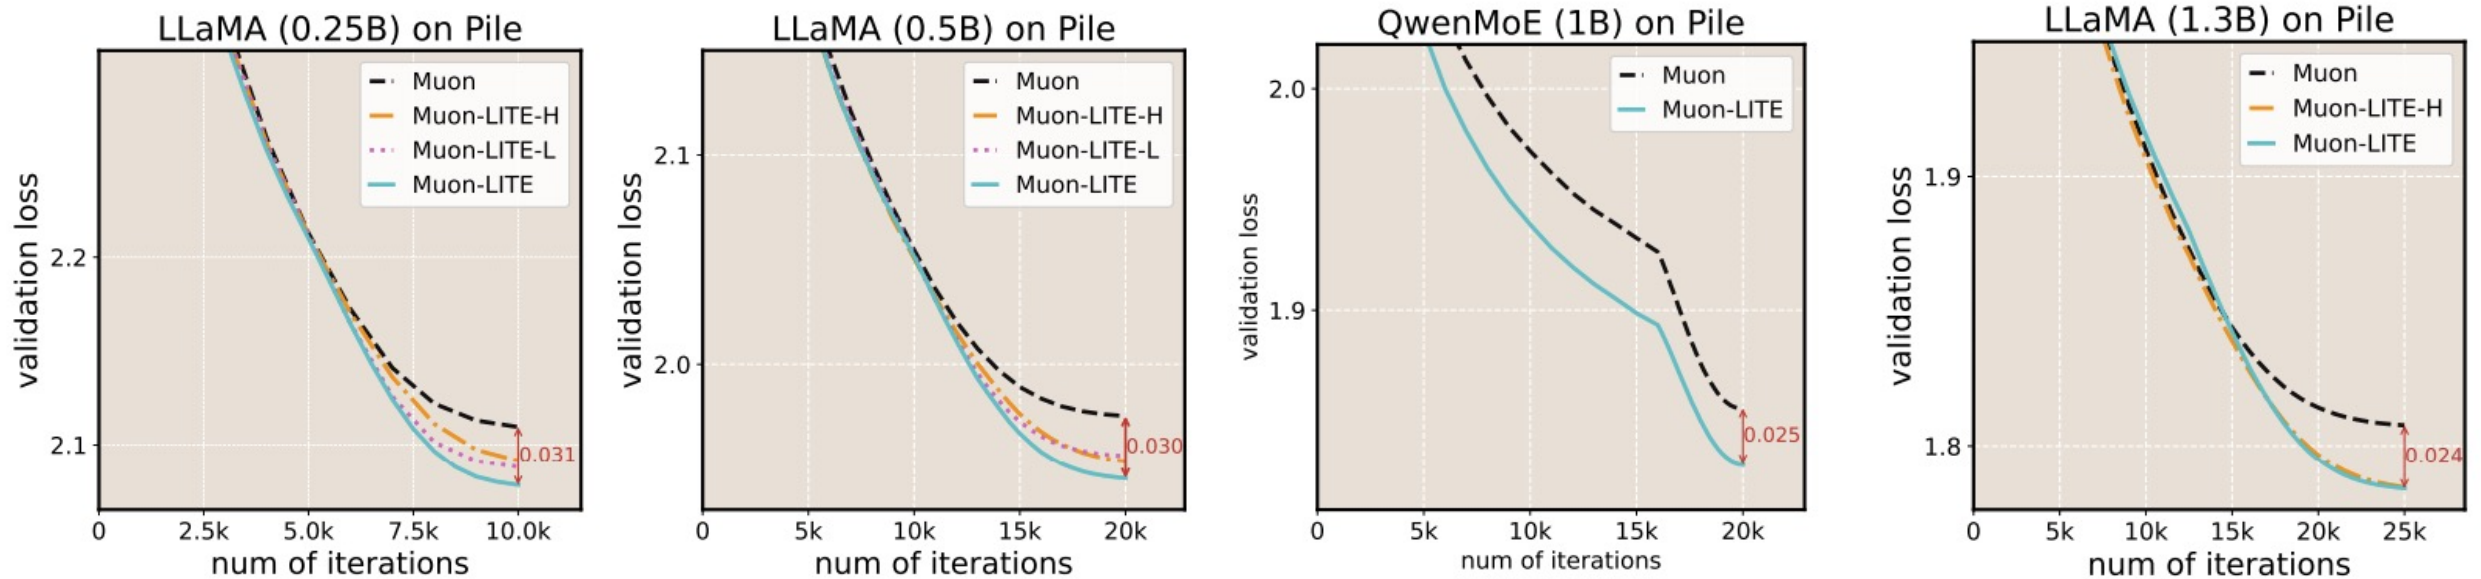 LLaMA (0.25B) on Pile
validation loss
2.2
2.1
Muon
Muon-LITE-H
Muon-LITE-L
Muon-LITE
0.031
0
2.5k
5.0k
7.5k
10.0k
num of iterations
LLaMA (0.5B) on Pile
validation loss
2.1
2.0
Muon
Muon-LITE-H
Muon-LITE-L
Muon-LITE
0.030
0
5k
10k
15k
20k
num of iterations
QwenMoE (1B) on Pile
validation loss
2.0
1.9
Muon
Muon-LITE
0.025
0
5k
10k
15k
20k
num of iterations
LLaMA (1.3B) on Pile
validation loss
1.9
1.8
Muon
Muon-LITE-H
Muon-LITE
0.024
0
5k
10k
15k
20k
25k
num of iterations